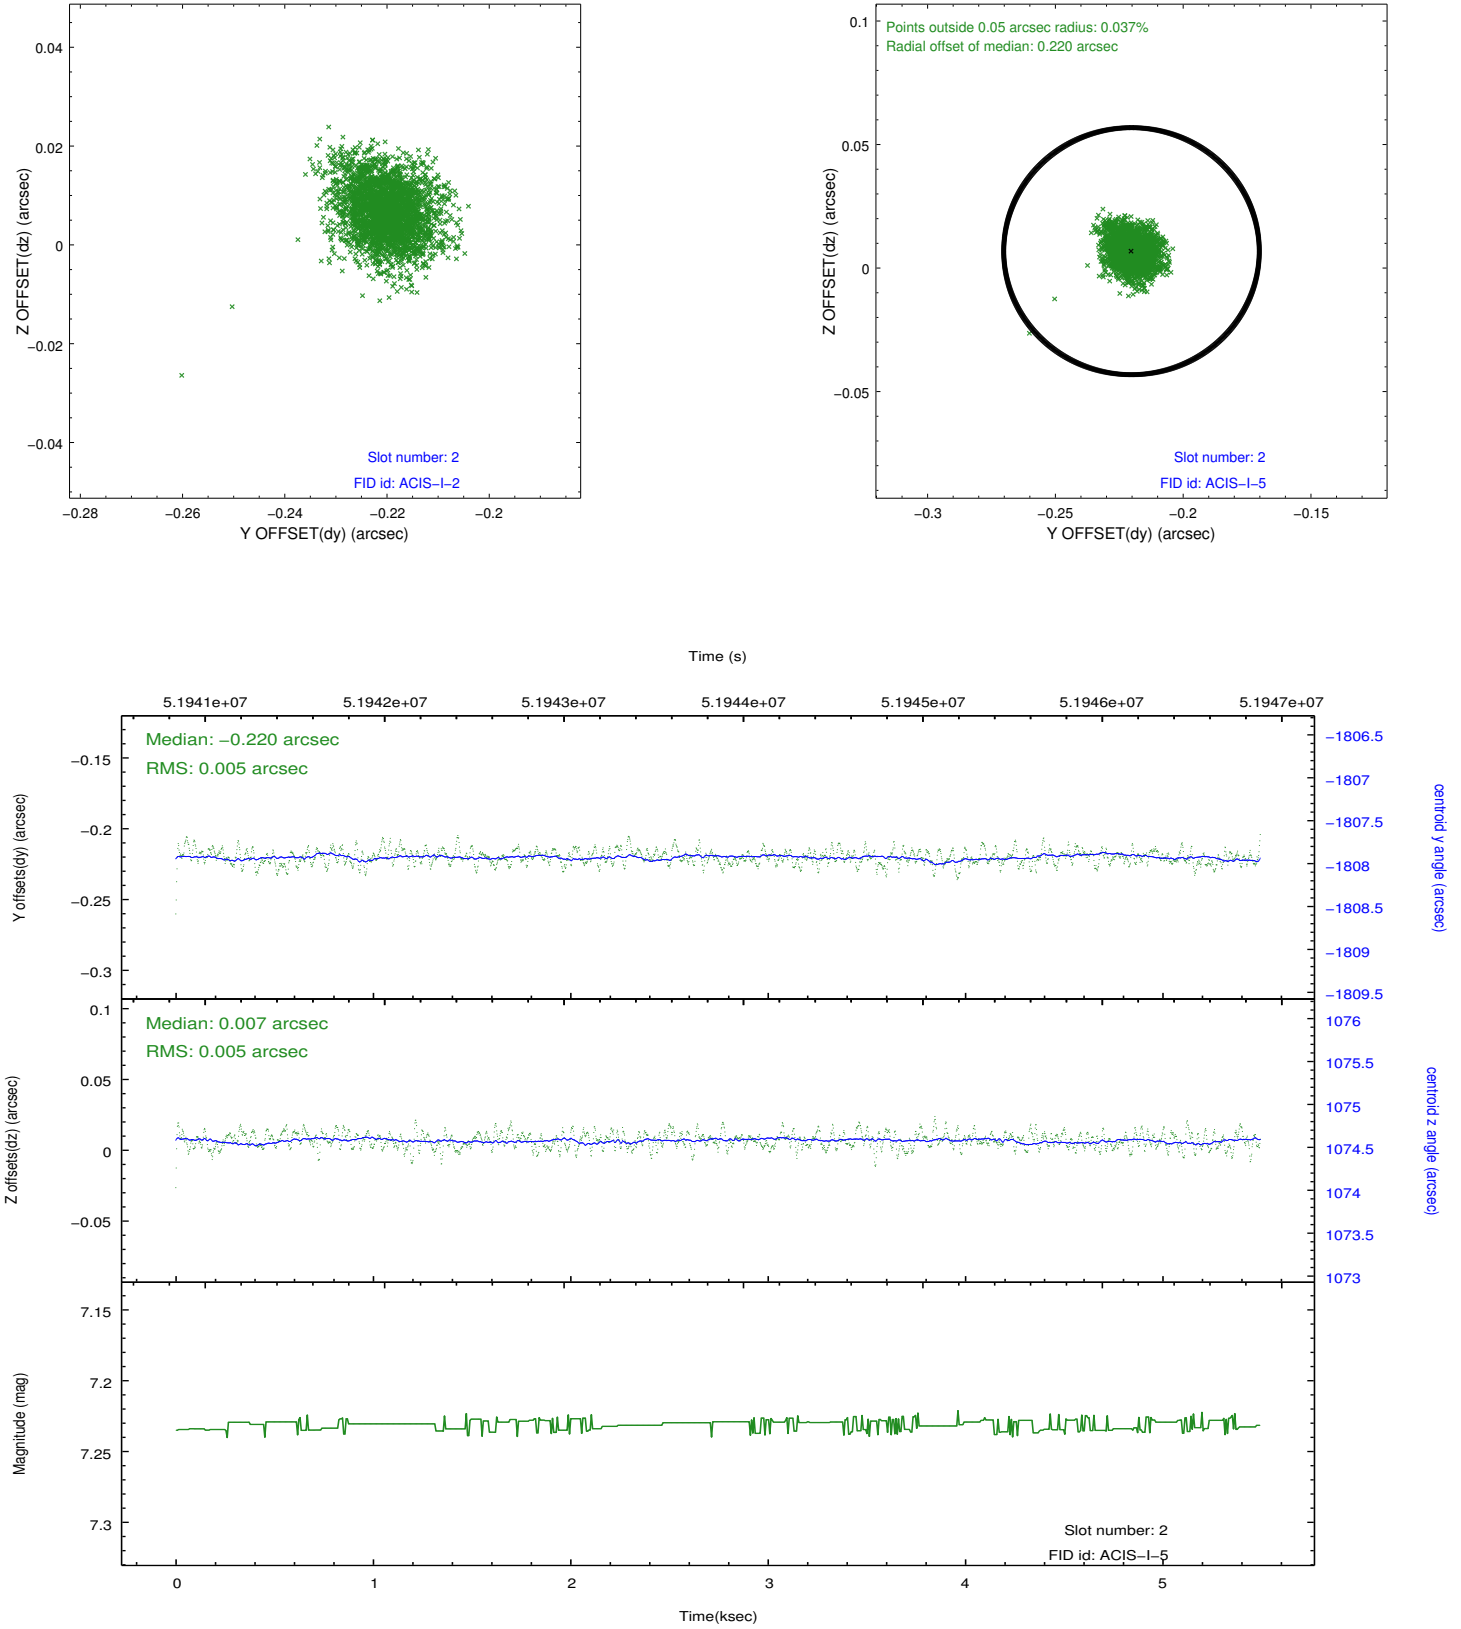 0.04
0.02
0
−0.02
−0.04
Z OFFSET(dz) (arcsec)
Slot number: 2
FID id: ACIS−I−2
−0.28
−0.26
−0.24
−0.22
−0.2
Y OFFSET(dy) (arcsec)
Points outside 0.05 arcsec radius: 0.037%
Radial offset of median: 0.220 arcsec
0.1
0.05
0
−0.05
Z OFFSET(dz) (arcsec)
Slot number: 2
FID id: ACIS−I−5
−0.3
−0.25
−0.2
−0.15
Y OFFSET(dy) (arcsec)
Time (s)
5.1941e+07
5.1942e+07
5.1943e+07
5.1944e+07
5.1945e+07
5.1946e+07
5.1947e+07
Median: −0.220 arcsec
RMS: 0.005 arcsec
−0.15
−0.2
−0.25
−0.3
Y offsets(dy) (arcsec)
−1806.5
−1807
−1807.5
−1808
−1808.5
−1809
−1809.5
centroid y angle (arcsec)
Median: 0.007 arcsec
RMS: 0.005 arcsec
0.1
0.05
0
−0.05
Z offsets(dz) (arcsec)
1076
1075.5
1075
1074.5
1074
1073.5
1073
centroid z angle (arcsec)
7.15
7.2
7.25
7.3
Magnitude (mag)
Slot number: 2
FID id: ACIS−I−5
0
1
2
3
4
5
Time(ksec)